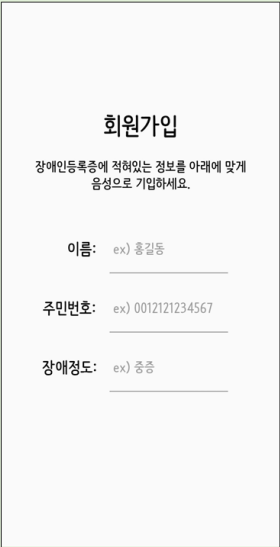 회원가입
장애인등록증에 적혀있는 정보를 아래에 맞게
음성으로 기입하세요.
이름: ex) 홍길동
주민번호: ex) 0012121234567
장애정도: ex) 중증